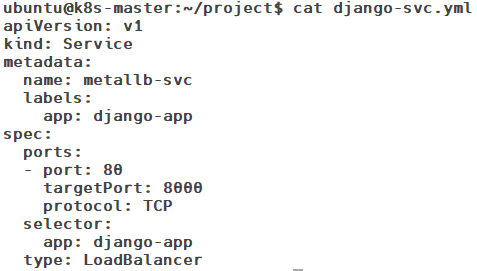 ubuntu@k8s-master:~/project$ cat django-svc.yml
apiVersion: v1
kind: Service
metadata:
  name: metallb-svc
  labels:
    app: django-app
spec:
  ports:
  - port: 80
    targetPort: 8000
    protocol: TCP
  selector:
    app: django-app
  type: LoadBalancer